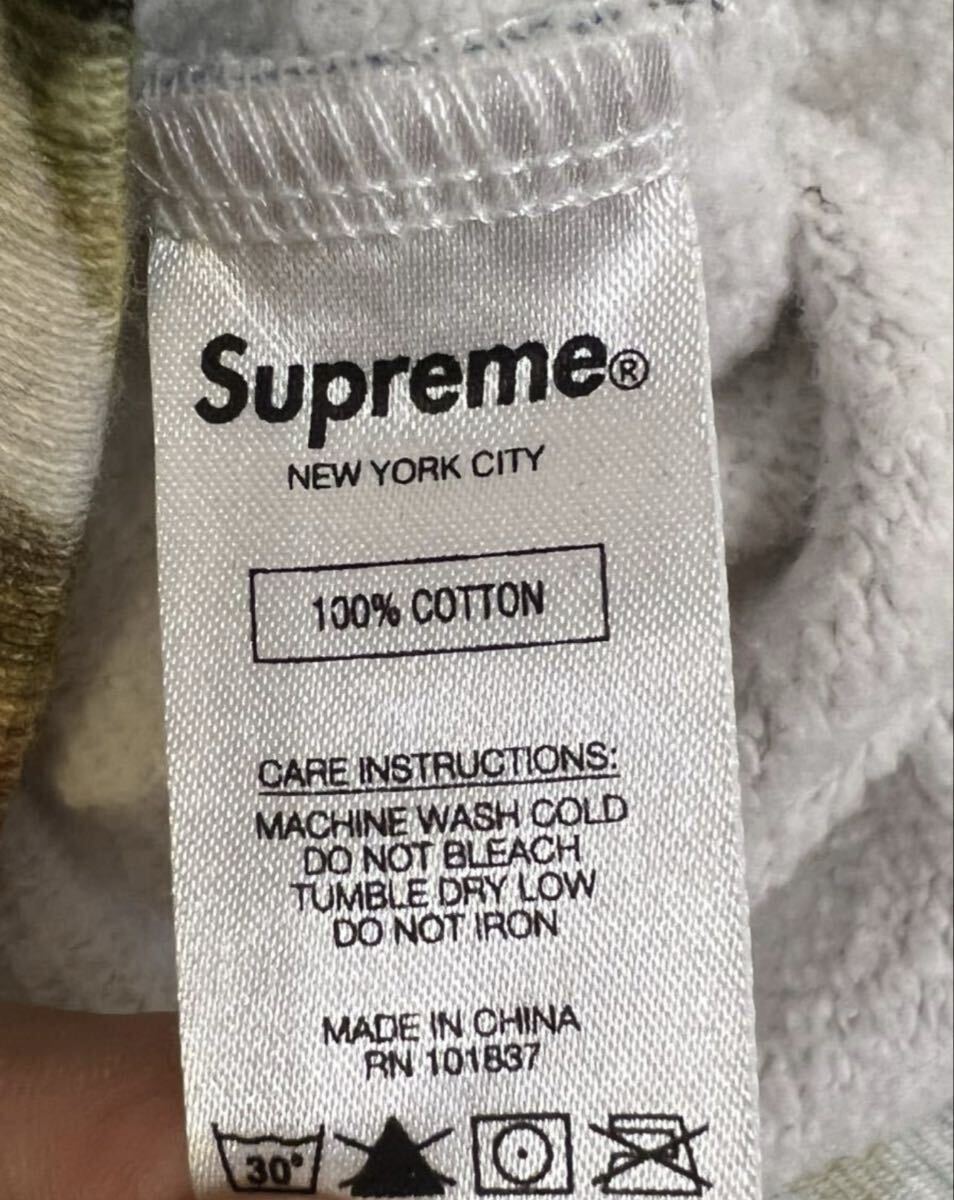 Supreme®
NEW YORK CITY
100% COTTON
CARE INSTRUCTIONS:
MACHINE WASH COLD
DO NOT BLEACH
TUMBLE DRY LOW
DO NOT IRON
MADE IN CHINA
RN 101837
30°